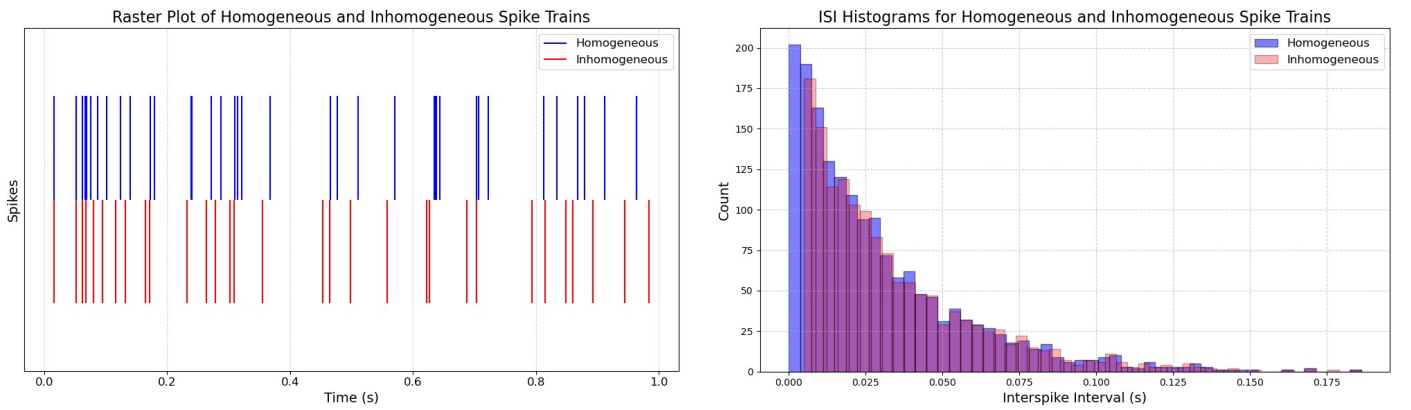 Raster Plot of Homogeneous and Inhomogeneous Spike Trains
Homogeneous
Inhomogeneous
Spikes
0.0 0.2 0.4 0.6 0.8 1.0
Time (s)
ISI Histograms for Homogeneous and Inhomogeneous Spike Trains
Homogeneous
Inhomogeneous
Count
200
175
150
125
100
75
50
25
0
0.000 0.025 0.050 0.075 0.100 0.125 0.150 0.175
Interspike Interval (s)